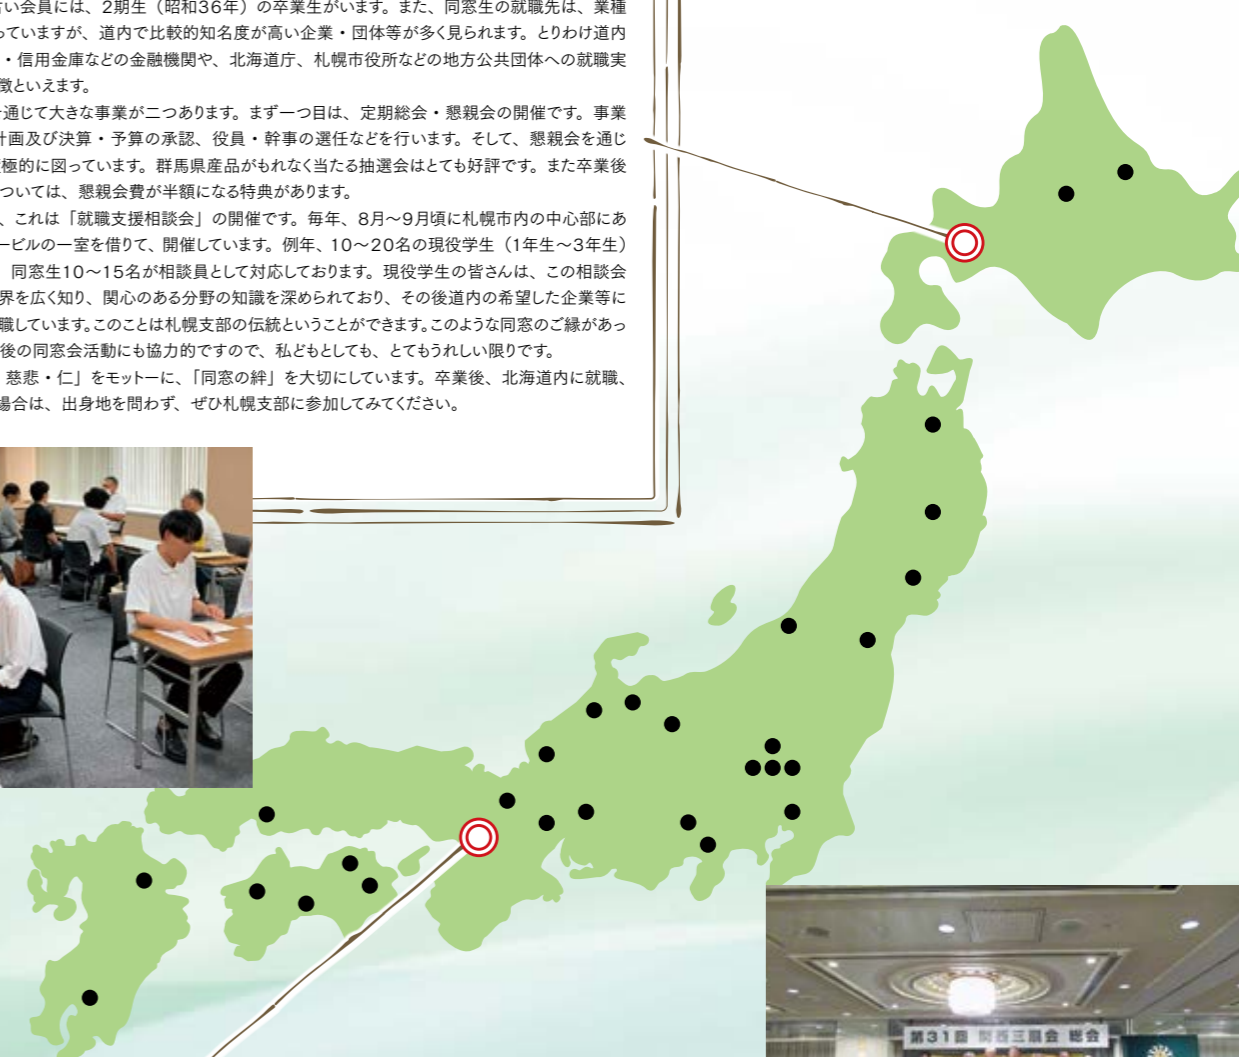 古い会員には、2期生（昭和36年）の卒業生がいます。また、同窓生の就職先は、業種
っていますが、道内で比較的知名度が高い企業・団体等が多く見られます。とりわけ道内
・信用金庫などの金融機関や、北海道庁、札幌市役所などの地方公共団体への就職実
徴といえます。
通じて大きな事業が二つあります。まず一つ目は、定期総会・懇親会の開催です。事業
計画及び決算・予算の承認、役員・幹事の選任などを行います。そして、懇親会を通じ
極的に図っています。群馬県産品がもれなく当たる抽選会はとても好評です。また卒業後
ついては、懇親会費が半額になる特典があります。
、これは「就職支援相談会」の開催です。毎年、8月～9月頃に札幌市内の中心部にあ
ービルの一室を借りて、開催しています。例年、10～20名の現役学生（1年生～3年生）
同窓生10～15名が相談員として対応しております。現役学生の皆さんは、この相談会
界を広く知り、関心のある分野の知識を深められており、その後道内の希望した企業等に
職しています。このことは札幌支部の伝統ということができます。このような同窓のご縁があっ
後の同窓会活動にも協力的ですので、私どもとしても、とてもうれしい限りです。
慈悲・仁」をモットーに、「同窓の絆」を大切にしています。卒業後、北海道内に就職、
場合は、出身地を問わず、ぜひ札幌支部に参加してみてください。
第31回 関西三扇会 総会